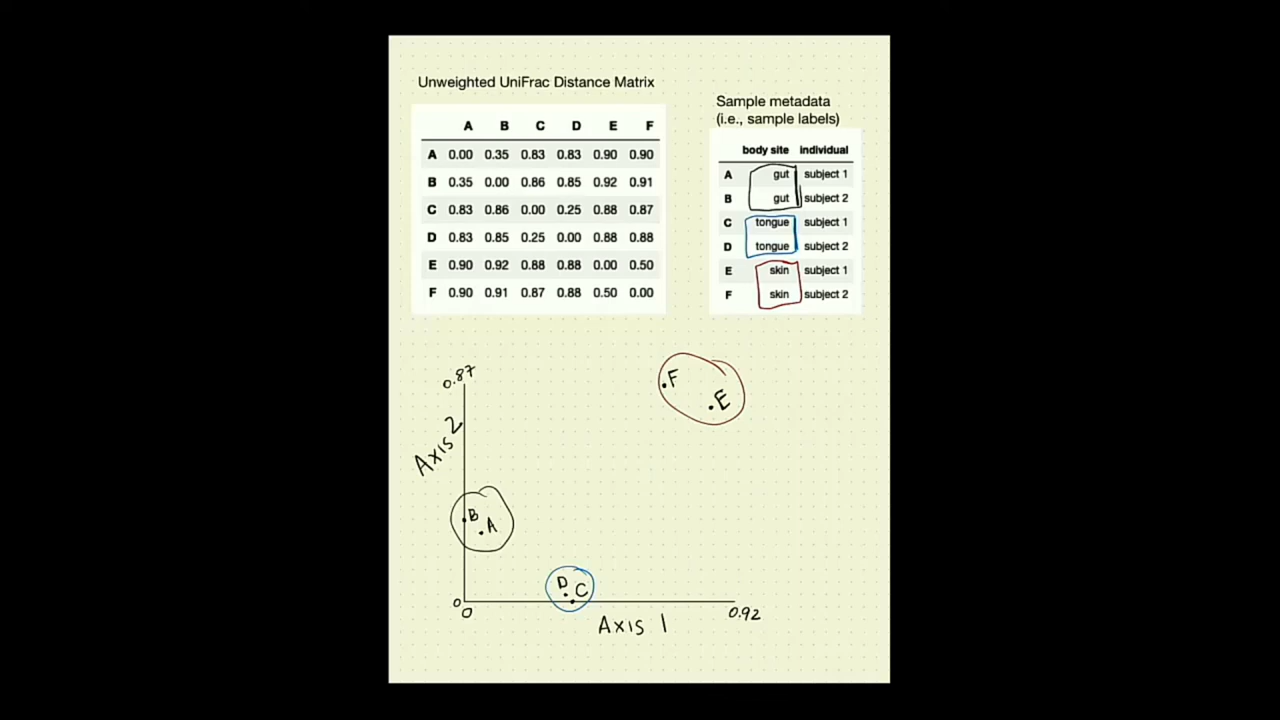 Unweighted UniFrac Distance Matrix
A B C D E F
A 0.00 0.35 0.83 0.83 0.90 0.90
B 0.35 0.00 0.86 0.85 0.92 0.91
C 0.83 0.86 0.00 0.25 0.88 0.87
D 0.83 0.85 0.25 0.00 0.88 0.88
E 0.90 0.92 0.88 0.88 0.00 0.50
F 0.90 0.91 0.87 0.88 0.50 0.00
Sample metadata
(i.e., sample labels)
body site individual
A gut subject 1
B gut subject 2
C tongue subject 1
D tongue subject 2
E skin subject 1
F skin subject 2
0.87
F
E
Axis 2
B
A
D
C
0
0
0.92
Axis 1